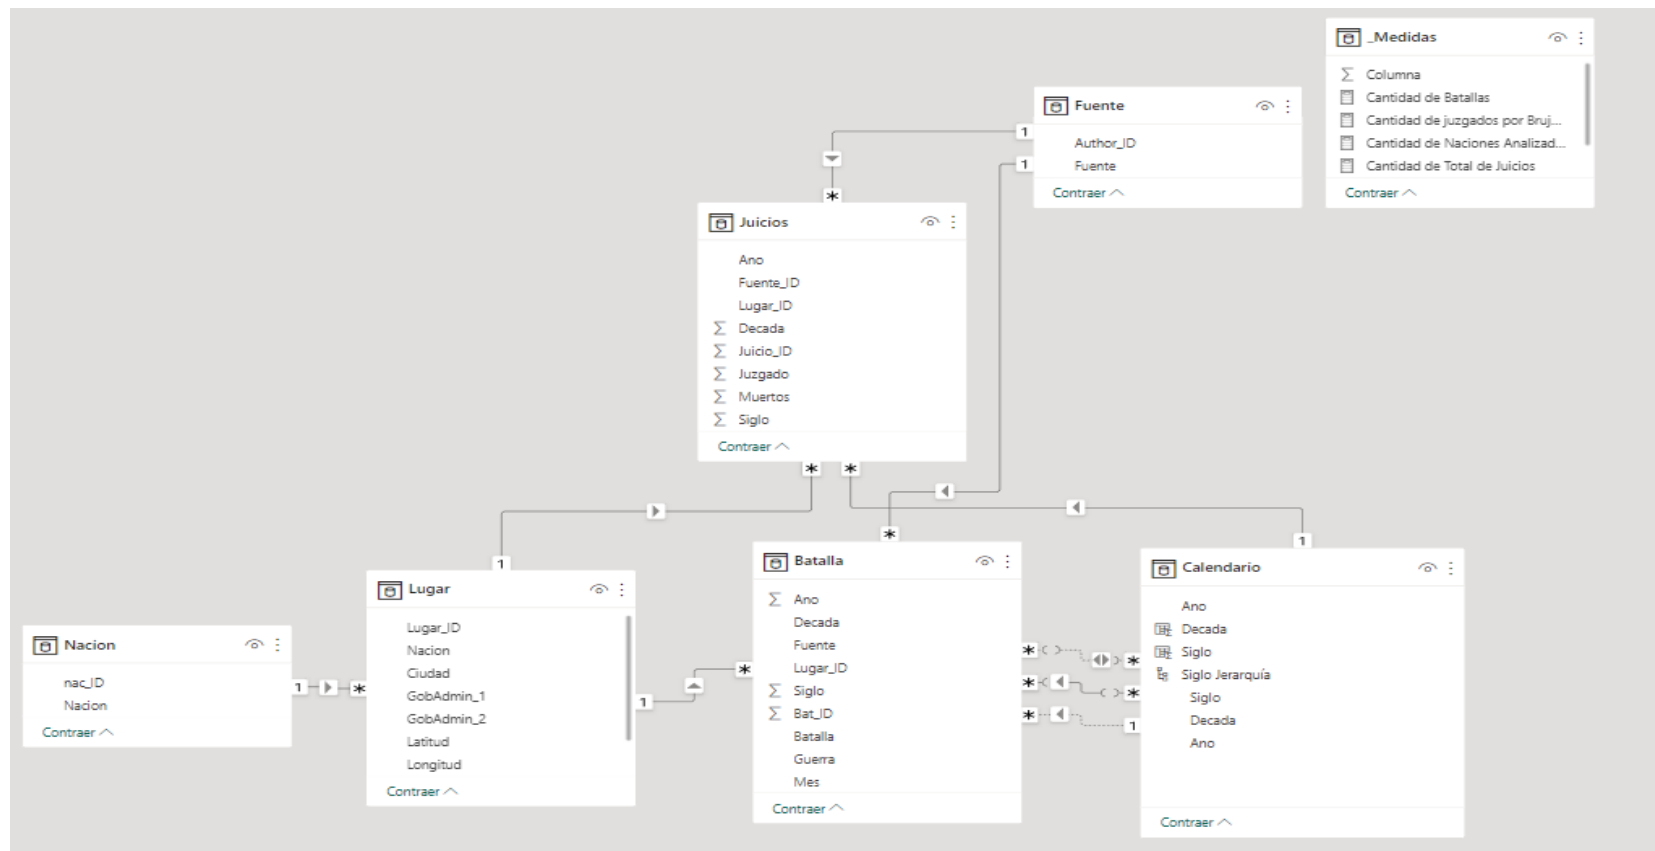 _Medidas
Columna
Cantidad de Batallas
Cantidad de juzgados por Bruj...
Cantidad de Naciones Analizad...
Cantidad de Total de Juicios
Contraer
Fuente
Author_ID
Fuente
Contraer
1
1
*
Juicios
Ano
Fuente_ID
Lugar_ID
Decada
Juicio_ID
Juzgado
Muertos
Siglo
Contraer
*
*
*
1
1
Nacion
nac_ID
Nacion
Contraer
1
*
Lugar
Lugar_ID
Nacion
Ciudad
GobAdmin_1
GobAdmin_2
Latitud
Longitud
Contraer
1
*
Batalla
Ano
Decada
Fuente
Lugar_ID
Siglo
Bat_ID
Batalla
Guerra
Mes
Contraer
*
*
*
*
*
1
Calendario
Ano
Decada
Siglo
Siglo Jerarquía
Siglo
Decada
Ano
Contraer